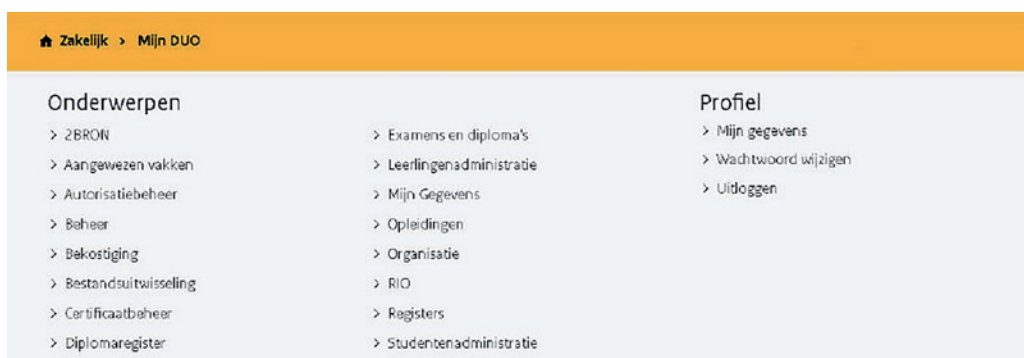 Zakelijk > Mijn DUO
Onderwerpen
> 2BRON
> Aangewezen vakken
> Autorisatiebeheer
> Beheer
> Bekostiging
> Bestandsuitwisseling
> Certificaatbeheer
> Diplomaregister
> Examens en diploma's
> Leerlingenadministratie
> Mijn Gegevens
> Opleidingen
> Organisatie
> RIO
> Registers
> Studentenadministratie
Profiel
> Mijn gegevens
> Wachtwoord wijzigen
> Uitloggen